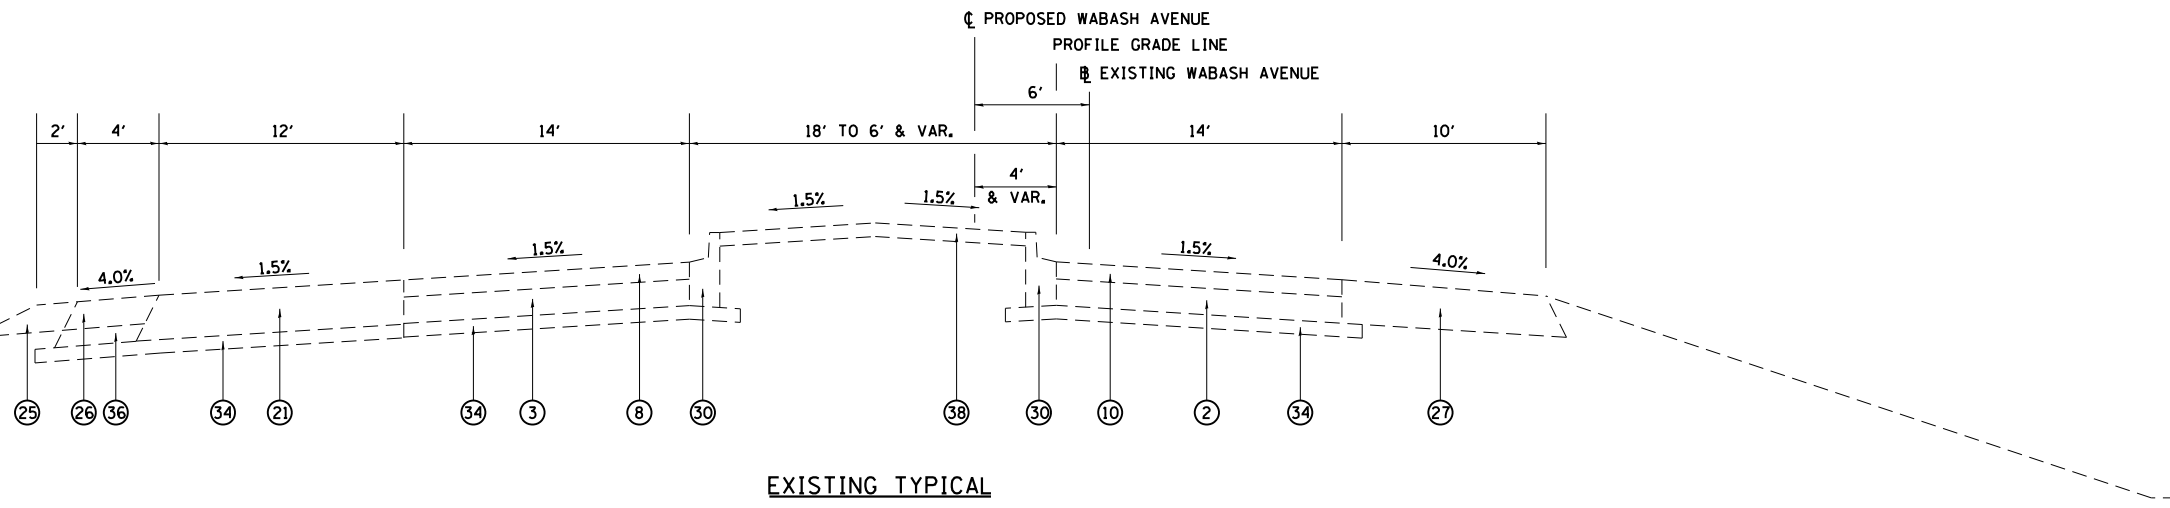 ℄ PROPOSED WABASH AVENUE
PROFILE GRADE LINE
BL EXISTING WABASH AVENUE
6'
2' 4' 12' 14' 18' TO 6' & VAR. 14' 10'
4'
& VAR.
1.5% 1.5%
4.0% 1.5% 1.5% 1.5% 4.0%
25 26 36 34 21 34 3 8 30 38 30 10 2 34 27
EXISTING TYPICAL